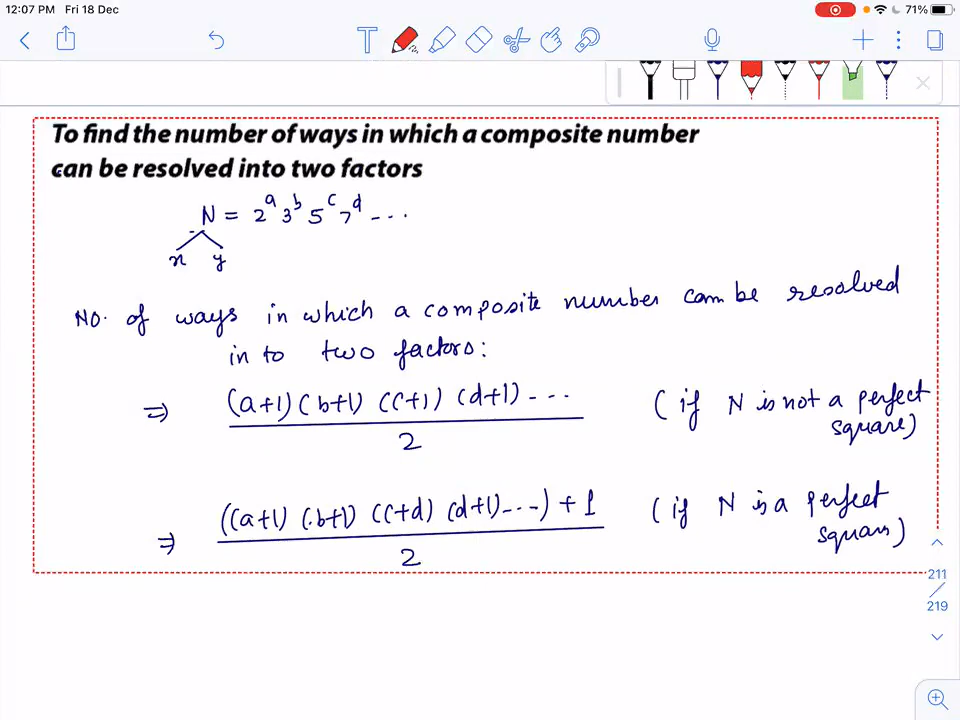 12:07 PM Fri 18 Dec 71%
To find the number of ways in which a composite number
can be resolved into two factors
N = 2^a 3^b 5^c 7^d ---
x y
No. of ways in which a composite number can be resolved
in to two factors:
⇒ (a+1) (b+1) (c+1) (d+1) - --- / 2 (if N is not a perfect
square)
⇒ ((a+1) (b+1) (c+d) (d+1)----) + 1 / 2 (if N is a perfect
square)
211
219